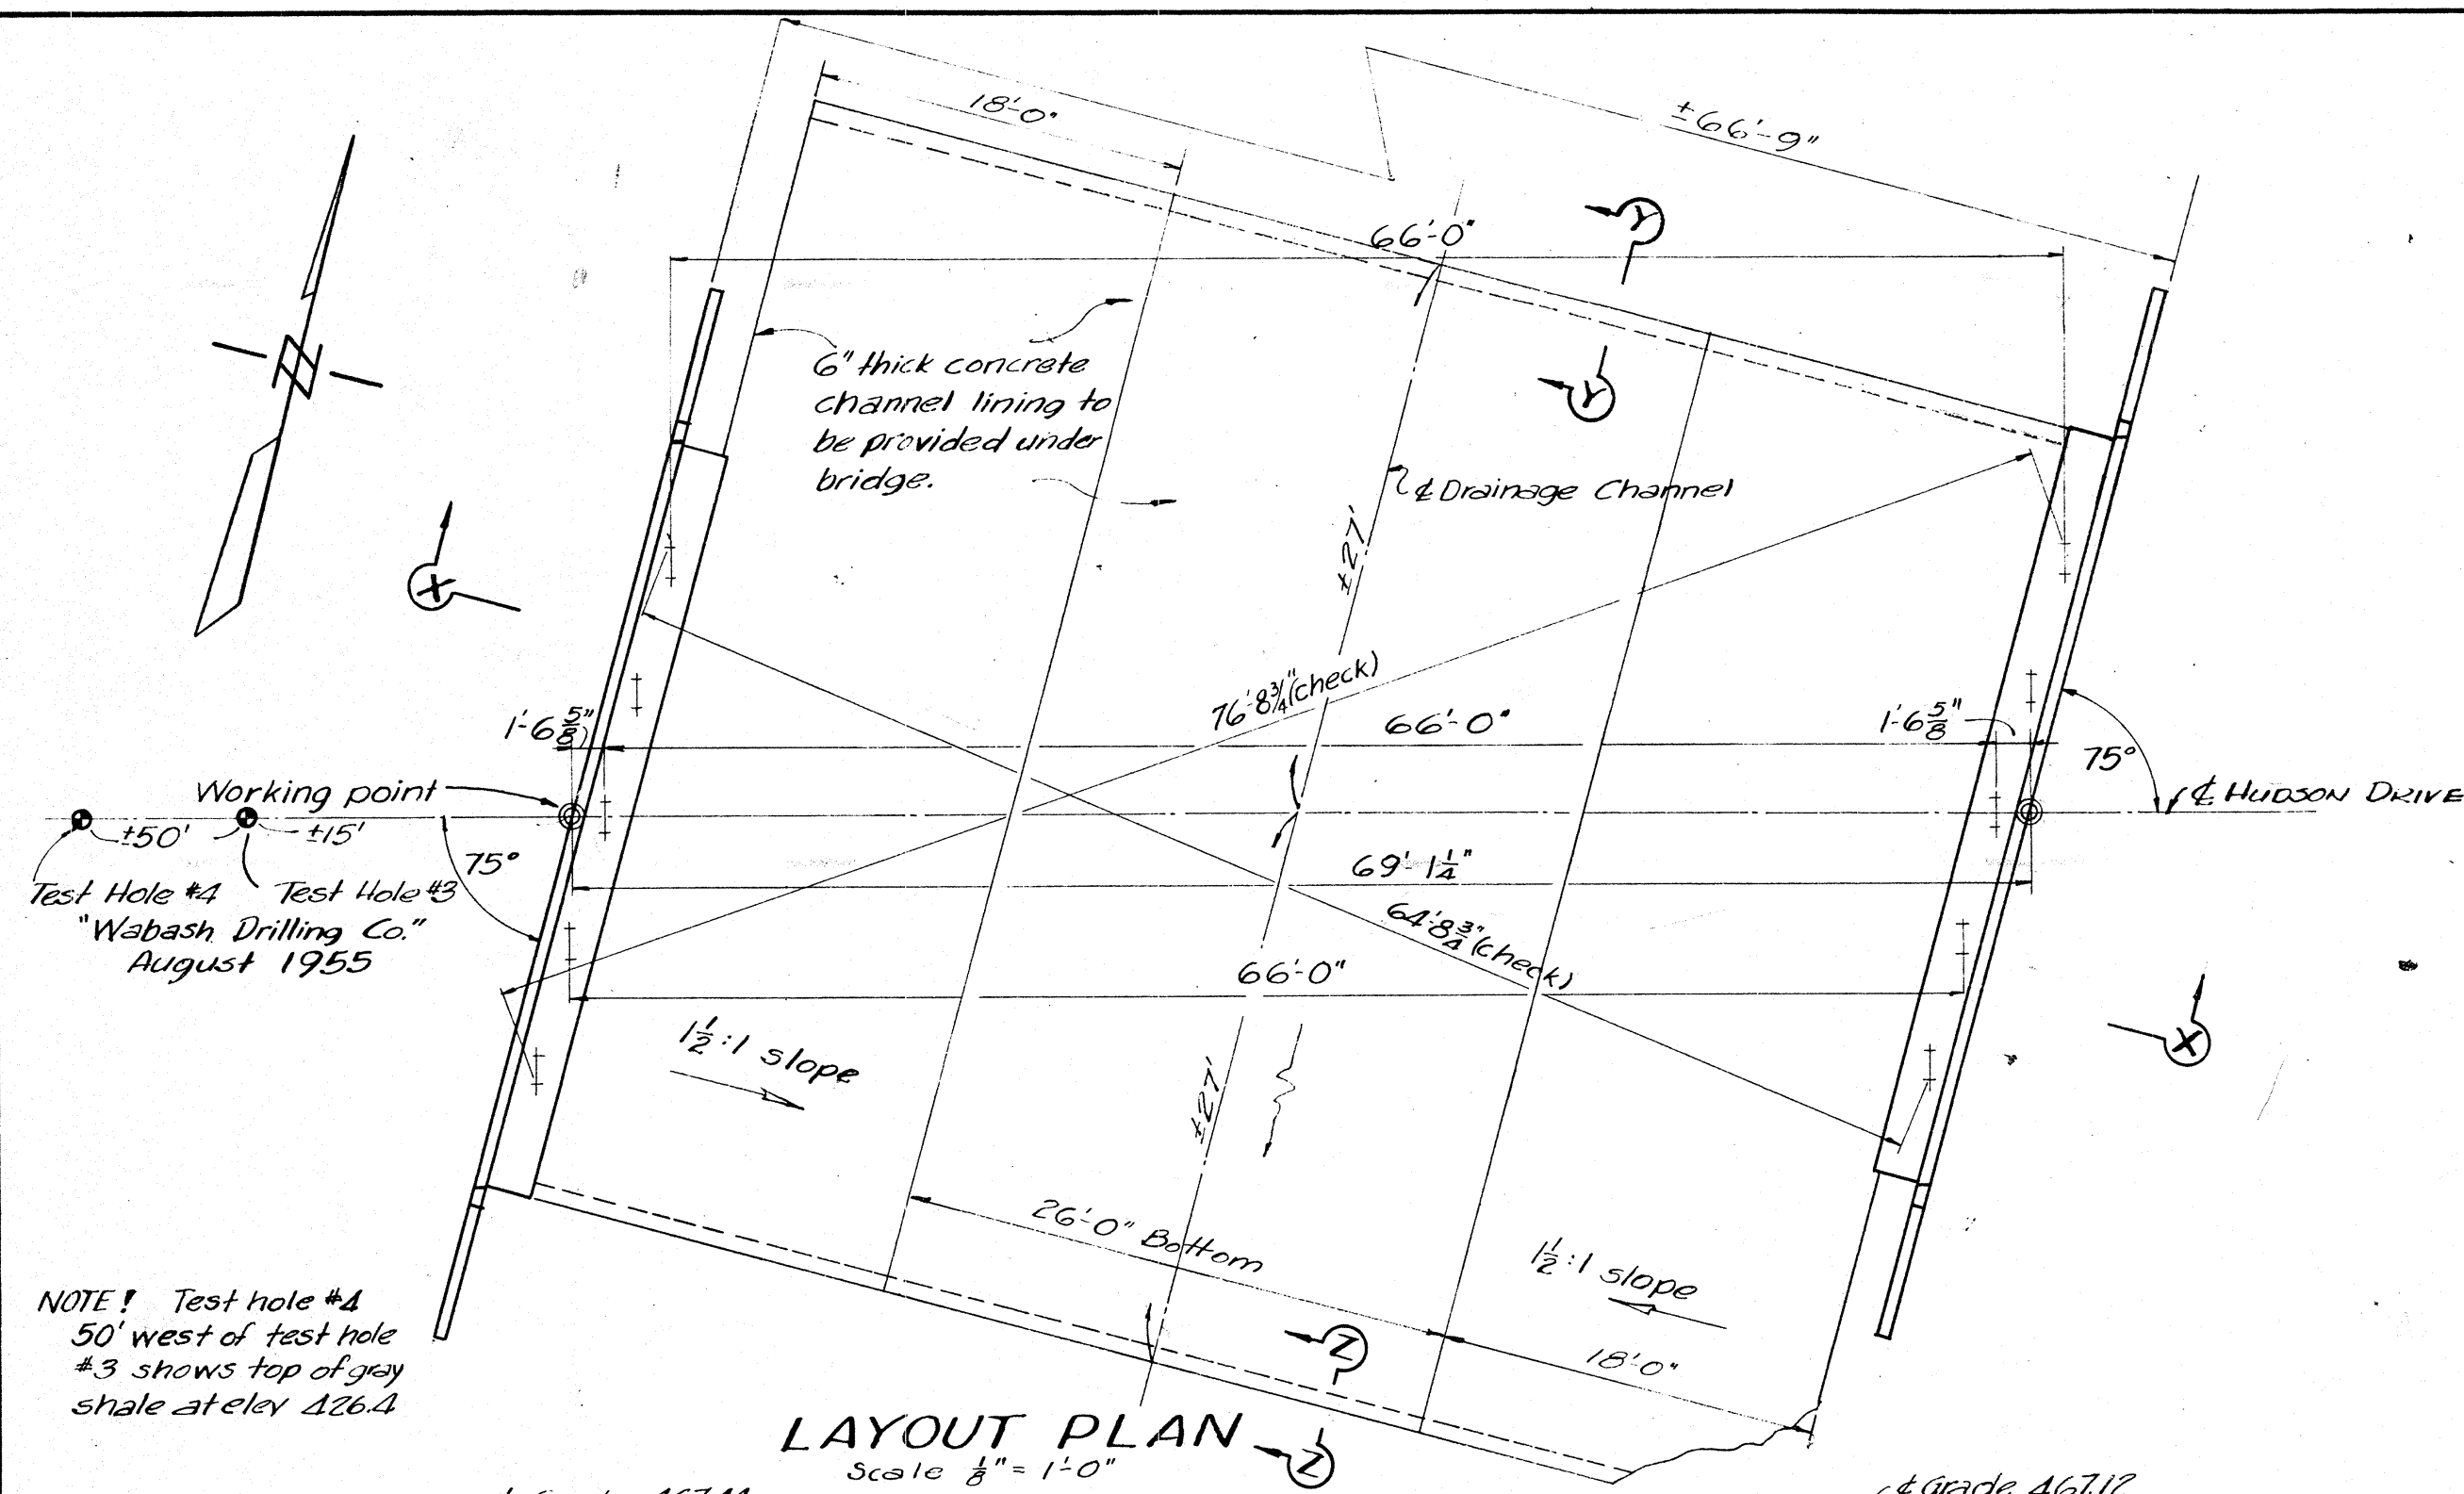 18'-0"
±66'-9"
Y
66'-0"
6" thick concrete
channel lining to
be provided under
bridge.
Y
N
℄ Drainage Channel
±27'
X
76'-8¾" (check)
1'-6⅝"
66'-0"
1'-6⅝"
75°
Working point
℄ HUDSON DRIVE
±50'
±15'
75°
69'-1¼"
Test Hole #4
Test Hole #3
"Wabash Drilling Co."
August 1955
64'-8¾" (check)
66'-0"
1½:1 slope
X
±27'
26'-0" Bottom
1½:1 slope
NOTE! Test hole #4
50' west of test hole
#3 shows top of gray
shale at elev 426.4
Z
18'-0"
LAYOUT PLAN
Z
Scale ⅛" = 1'-0"
℄ Grade 467.12